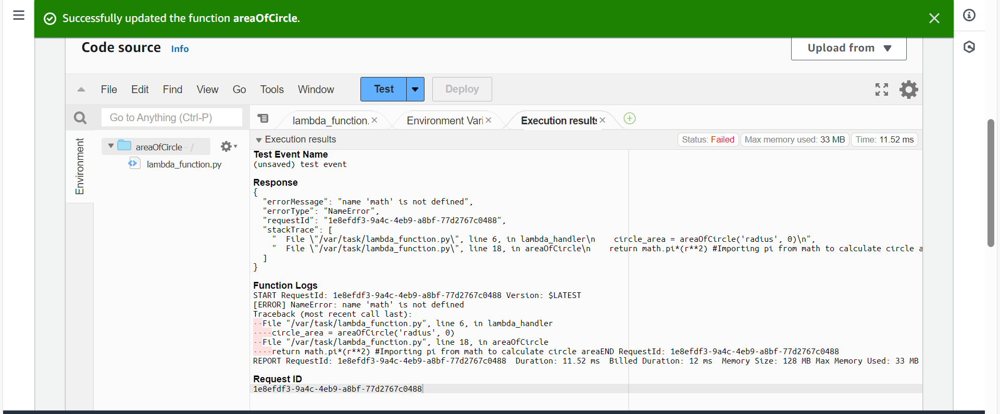 Successfully updated the function areaOfCircle.
Code source Info
Upload from
File Edit Find View Go Tools Window Test Deploy
Go to Anything (Ctrl-P)
lambda_function. Environment Vari Execution results
Environment
areaOfCircle - /
lambda_function.py
Execution results Status: Failed Max memory used: 33 MB Time: 11.52 ms
Test Event Name
(unsaved) test event
Response
{
"errorMessage": "name 'math' is not defined",
"errorType": "NameError",
"requestId": "1e8efdf3-9a4c-4eb9-a8bf-77d2767c0488",
"stackTrace": [
"  File \"/var/task/lambda_function.py\", line 6, in lambda_handler\n    circle_area = areaOfCircle('radius', 0)\n",
"  File \"/var/task/lambda_function.py\", line 18, in areaOfCircle\n    return math.pi*(r**2) #Importing pi from math to calculate circle a
]
}
Function Logs
START RequestId: 1e8efdf3-9a4c-4eb9-a8bf-77d2767c0488 Version: $LATEST
[ERROR] NameError: name 'math' is not defined
Traceback (most recent call last):
--File "/var/task/lambda_function.py", line 6, in lambda_handler
----circle_area = areaOfCircle('radius', 0)
--File "/var/task/lambda_function.py", line 18, in areaOfCircle
----return math.pi*(r**2) #Importing pi from math to calculate circle areaEND RequestId: 1e8efdf3-9a4c-4eb9-a8bf-77d2767c0488
REPORT RequestId: 1e8efdf3-9a4c-4eb9-a8bf-77d2767c0488  Duration: 11.52 ms  Billed Duration: 12 ms  Memory Size: 128 MB Max Memory Used: 33 MB
Request ID
1e8efdf3-9a4c-4eb9-a8bf-77d2767c0488